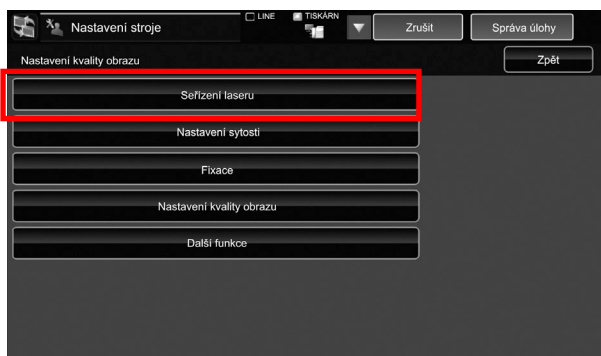 Nastavení stroje
LINE
TISKÁRN
Zrušit
Správa úlohy
Nastavení kvality obrazu
Zpět
Seřízení laseru
Nastavení sytosti
Fixace
Nastavení kvality obrazu
Další funkce